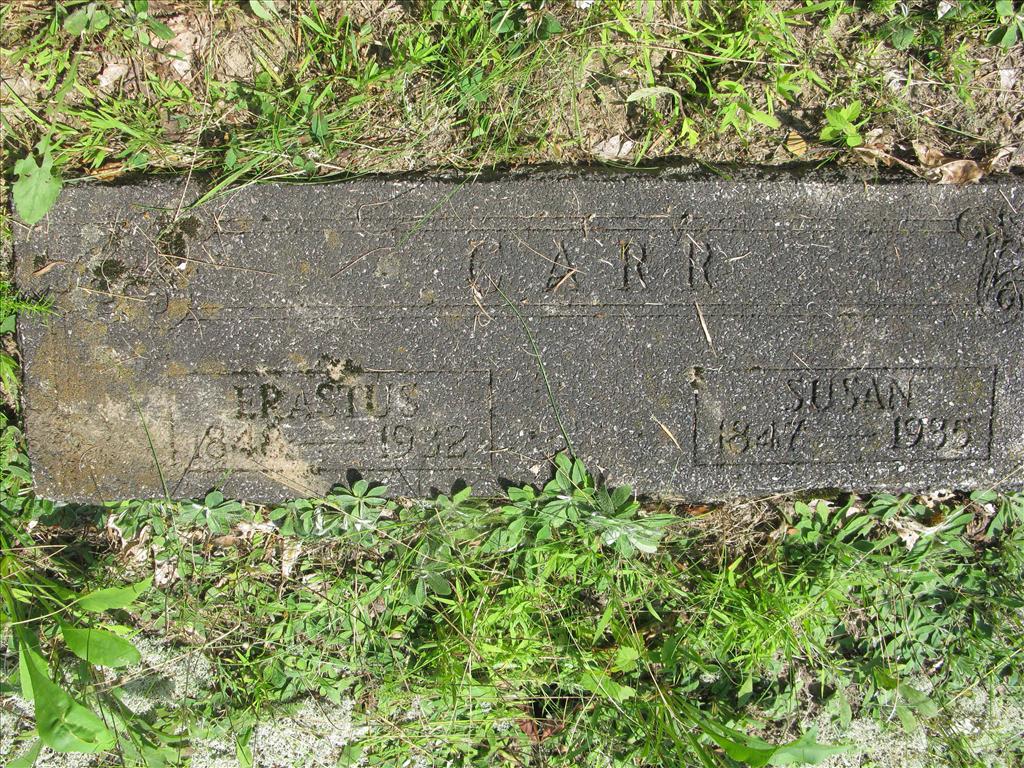 CARR
ERASTUS
1932
SUSAN
1847 — 1935